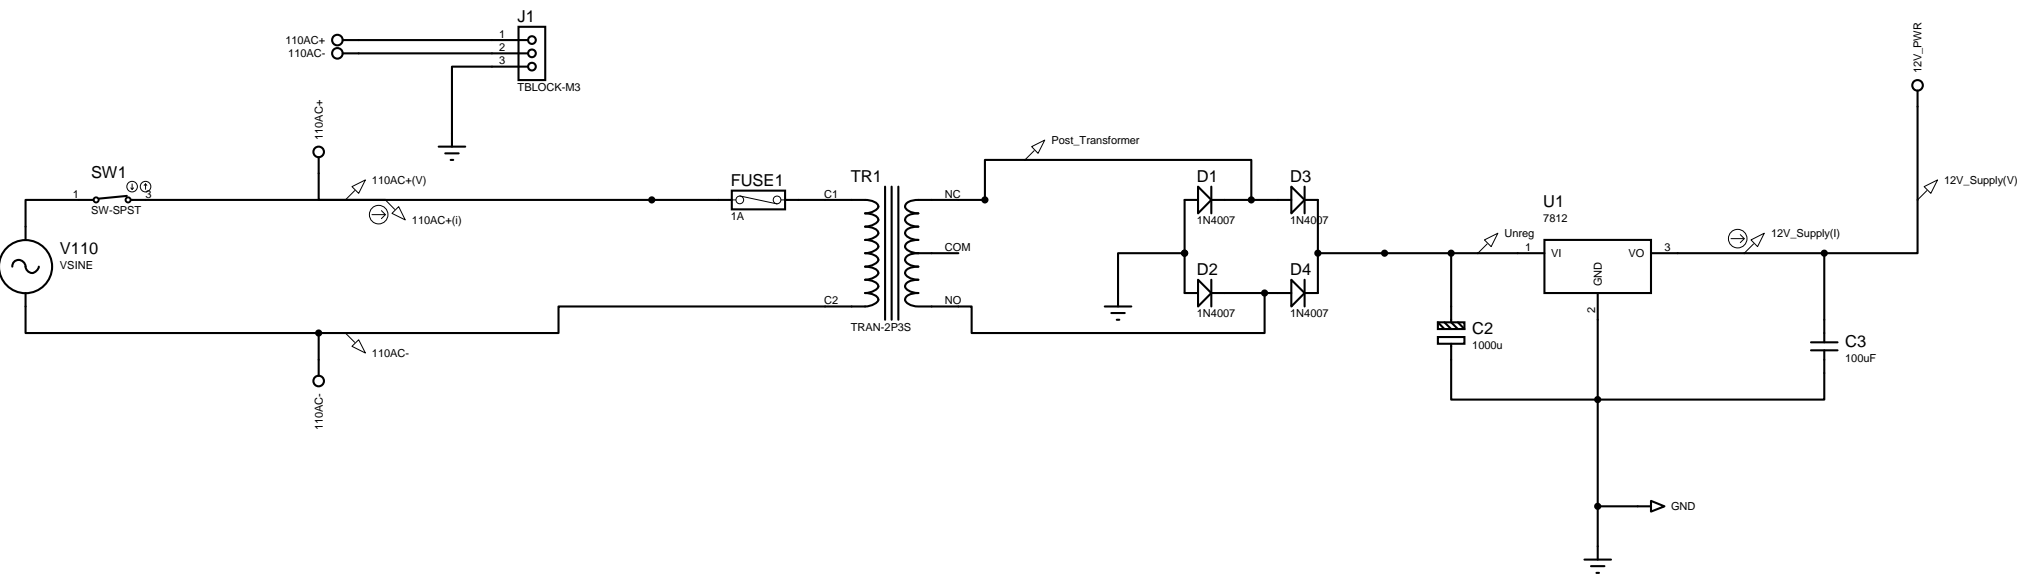 J1
110AC+
1
110AC-
2
3
TBLOCK-M3
12V_PWR
110AC+
Post_Transformer
SW1
1
3
SW-SPST
110AC+(V)
110AC+(i)
FUSE1
1A
TR1
C1
NC
COM
C2
NO
TRAN-2P3S
D1
1N4007
D3
1N4007
D2
1N4007
D4
1N4007
V110
VSINE
110AC-
110AC-
Unreg
U1
7812
1
VI
VO
3
GND
2
12V_Supply(I)
12V_Supply(V)
C2
1000u
C3
100uF
GND